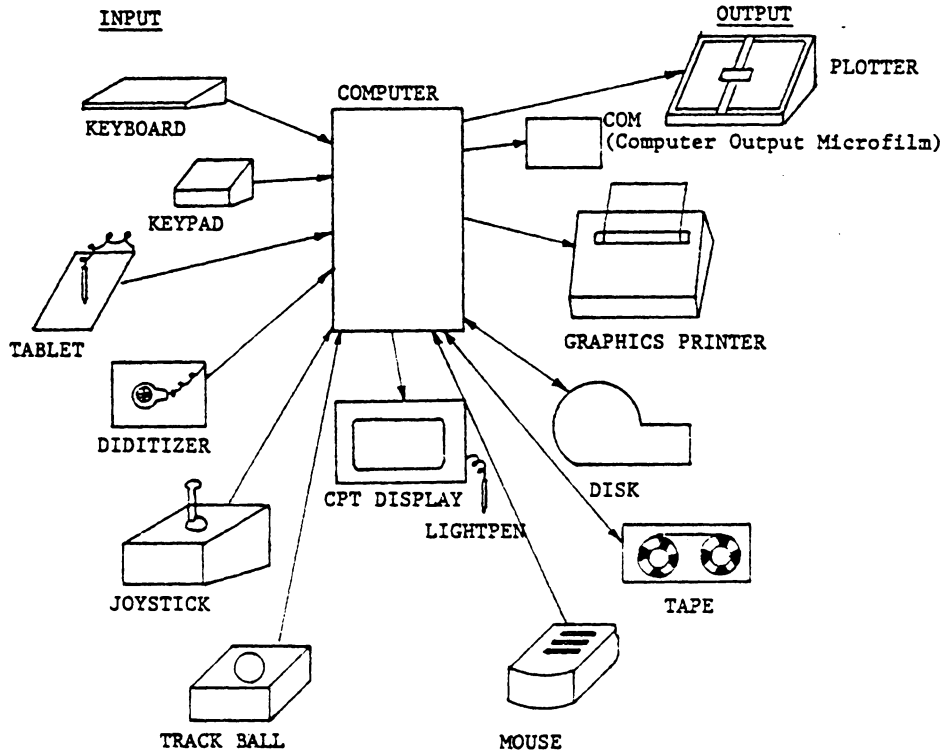 INPUT
OUTPUT
PLOTTER
COMPUTER
KEYBOARD
COM
(Computer Output Microfilm)
KEYPAD
TABLET
GRAPHICS PRINTER
DIDITIZER
CPT DISPLAY
DISK
LIGHTPEN
JOYSTICK
TAPE
TRACK BALL
MOUSE